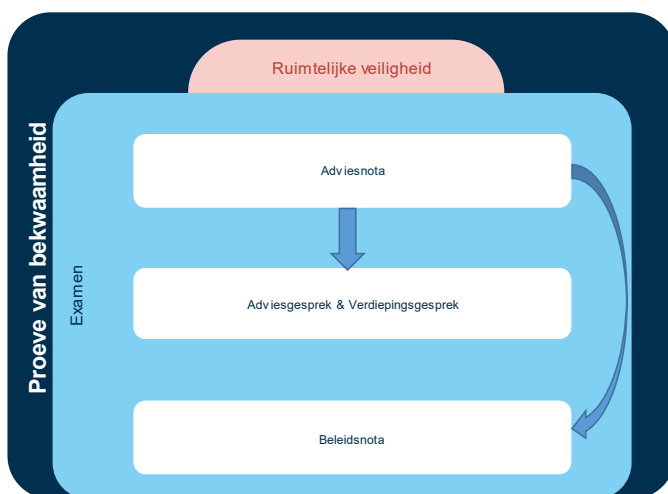 Ruimtelijke veiligheid
Proeve van bekwaamheid
Examen
Adviesnota
Adviesgesprek & Verdiepingsgesprek
Beleidsnota